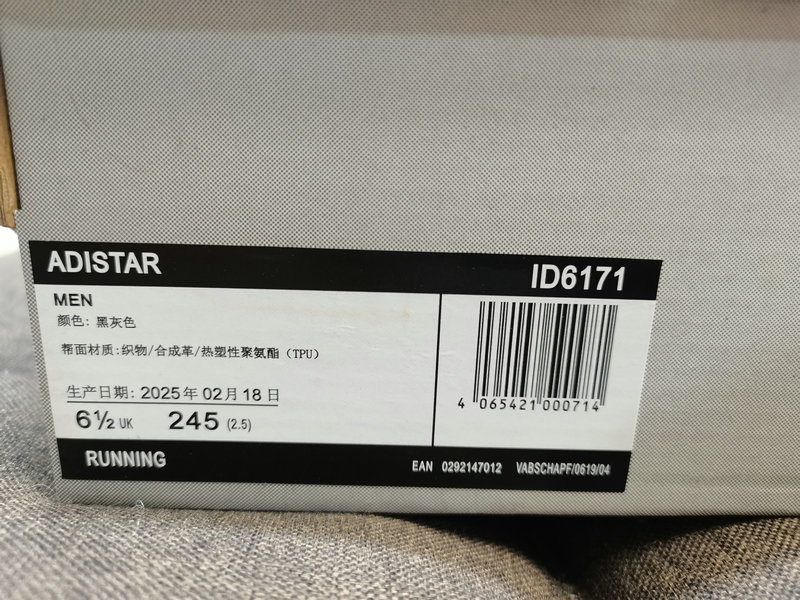 ADISTAR
ID6171
MEN
颜色: 黑灰色
帮面材质:织物/合成革/热塑性聚氨酯（TPU）
生产日期: 2025年02月18日
6½ UK 245 (2.5)
4 065421 000714
RUNNING
EAN 0292147012 VABSCHAPF/0619/04